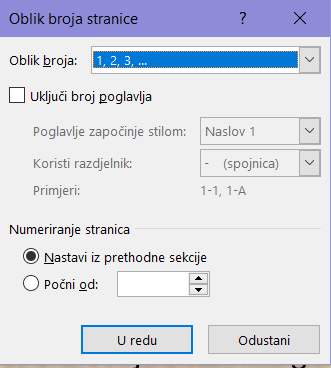 Oblik broja stranice ? ×
Oblik broja: 1, 2, 3, ...
Uključi broj poglavlja
Poglavlje započinje stilom: Naslov 1
Koristi razdjelnik: - (spojnica)
Primjeri: 1-1, 1-A
Numeriranje stranica
Nastavi iz prethodne sekcije
Počni od:
U redu Odustani